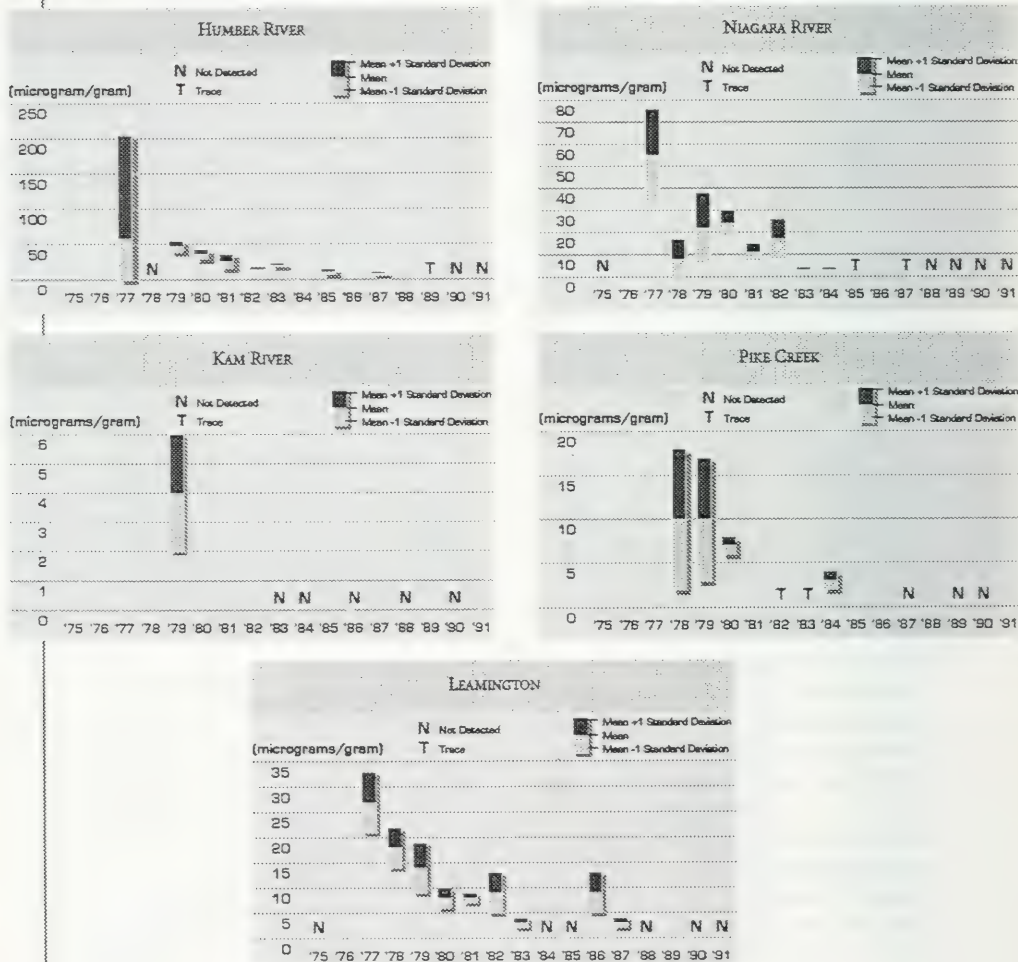 HUMBER RIVER
N Not Detected
T Trace
Mean +1 Standard Deviation
Mean
Mean -1 Standard Deviation
(microgram/gram)
250
200
150
100
50
0
'75 '76 '77 '78 '79 '80 '81 '82 '83 '84 '85 '86 '87 '88 '89 '90 '91
N T N N
NIAGARA RIVER
N Not Detected
T Trace
Mean +1 Standard Deviation
Mean
Mean -1 Standard Deviation
(micrograms/gram)
80
70
60
50
40
30
20
10
0
N T T N N N N
'75 '76 '77 '78 '79 '80 '81 '82 '83 '84 '85 '86 '87 '88 '89 '90 '91
KAM RIVER
N Not Detected
T Trace
Mean +1 Standard Deviation
Mean
Mean -1 Standard Deviation
(micrograms/gram)
6
5
4
3
2
1
0
N N N N N
'75 '76 '77 '78 '79 '80 '81 '82 '83 '84 '85 '86 '87 '88 '89 '90 '91
PIKE CREEK
N Not Detected
T Trace
Mean +1 Standard Deviation
Mean
Mean -1 Standard Deviation
(micrograms/gram)
20
15
10
5
0
T T N N N
'75 '76 '77 '78 '79 '80 '81 '82 '83 '84 '85 '86 '87 '88 '89 '90 '91
LEAMINGTON
N Not Detected
T Trace
Mean +1 Standard Deviation
Mean
Mean -1 Standard Deviation
(micrograms/gram)
35
30
25
20
15
10
5
0
N N N N N N
'75 '76 '77 '78 '79 '80 '81 '82 '83 '84 '85 '86 '87 '88 '89 '90 '91